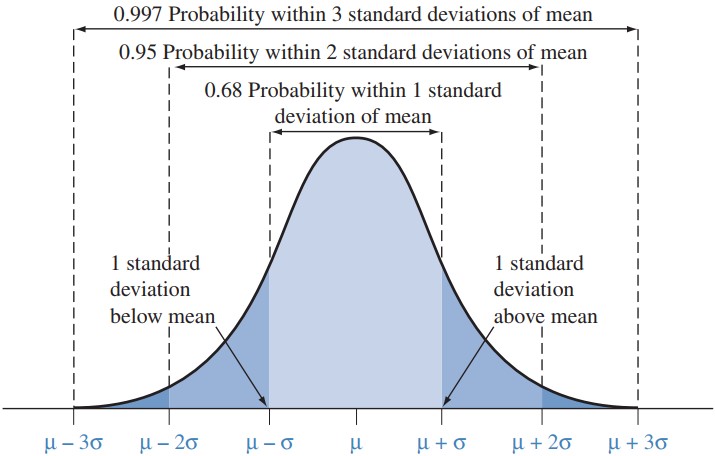 0.997 Probability within 3 standard deviations of mean
0.95 Probability within 2 standard deviations of mean
0.68 Probability within 1 standard
deviation of mean
1 standard
deviation
below mean
1 standard
deviation
above mean
μ – 3σ μ – 2σ μ – σ μ μ + σ μ + 2σ μ + 3σ